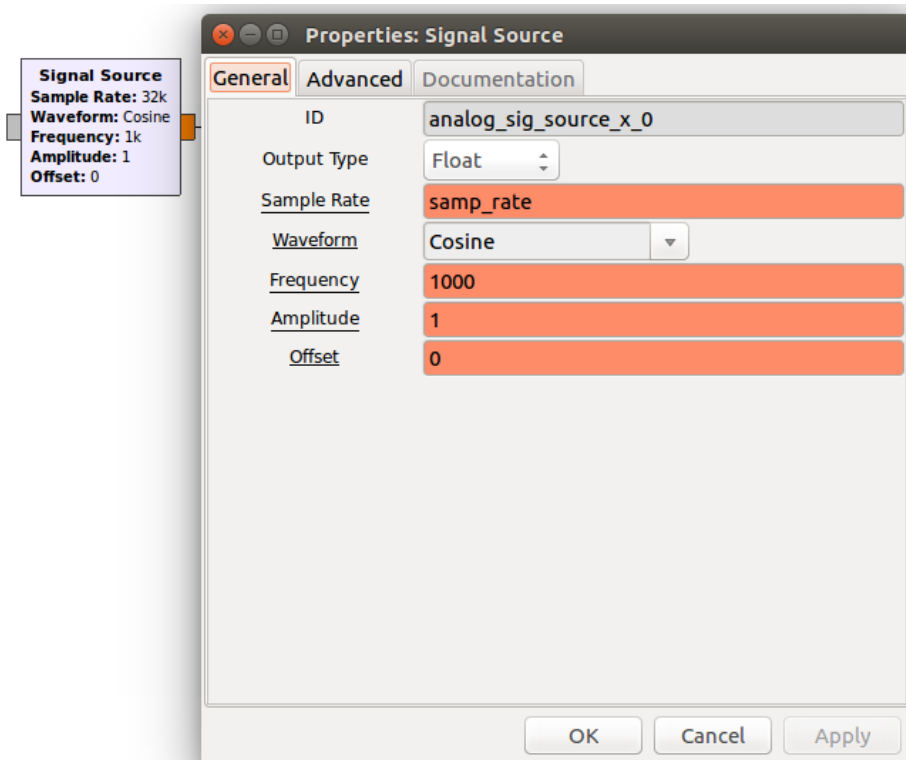 Signal Source
Sample Rate: 32k
Waveform: Cosine
Frequency: 1k
Amplitude: 1
Offset: 0
Properties: Signal Source
General Advanced Documentation
ID analog_sig_source_x_0
Output Type Float
Sample Rate samp_rate
Waveform Cosine
Frequency 1000
Amplitude 1
Offset 0
OK Cancel Apply